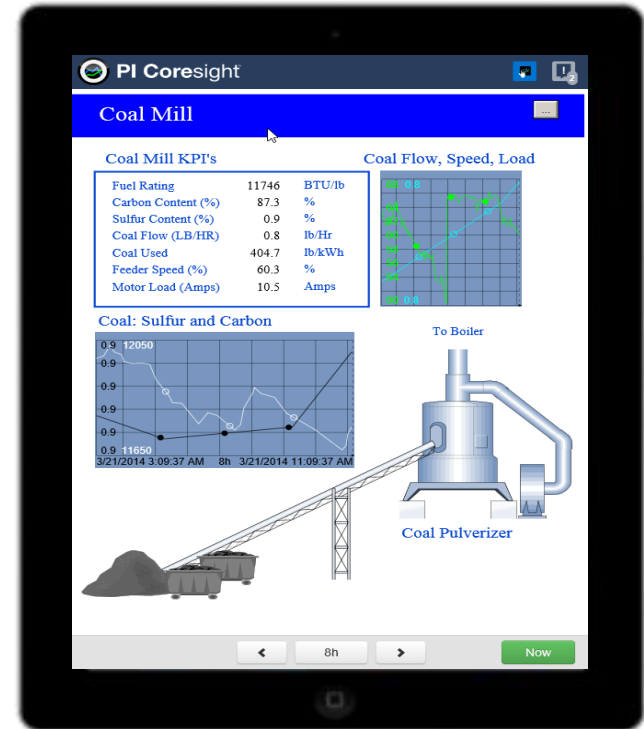 PI Coresight
2
Coal Mill
...
Coal Mill KPI's
Fuel Rating 11746 BTU/lb
Carbon Content (%) 87.3 %
Sulfur Content (%) 0.9 %
Coal Flow (LB/HR) 0.8 lb/Hr
Coal Used 404.7 lb/kWh
Feeder Speed (%) 60.3 %
Motor Load (Amps) 10.5 Amps
Coal Flow, Speed, Load
0.8
0.8
Coal: Sulfur and Carbon
0.9 12050
0.9
0.9
0.9
0.9
0.9 11650
3/21/2014 3:09:37 AM 8h 3/21/2014 11:09:37 AM
To Boiler
Coal Pulverizer
8h
Now